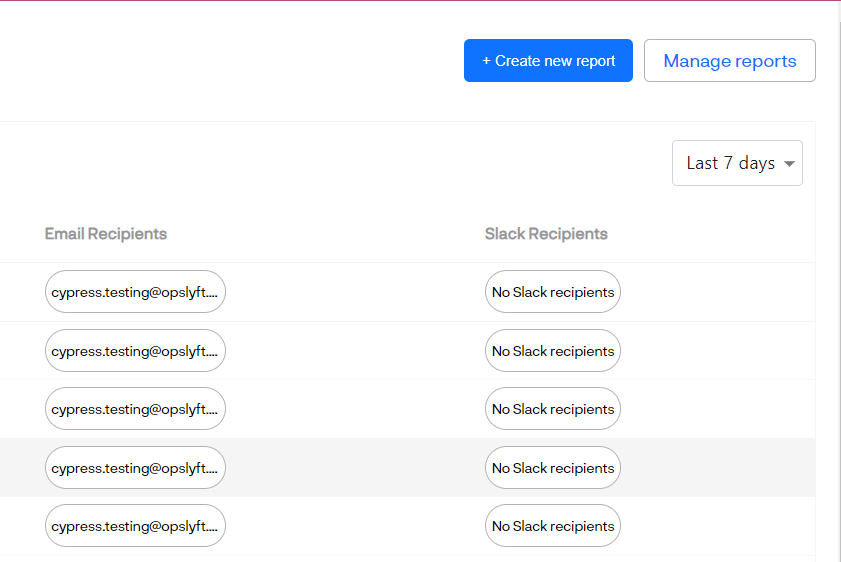 + Create new report
Manage reports
Last 7 days
Email Recipients
Slack Recipients
cypress.testing@opslyft....
No Slack recipients
cypress.testing@opslyft....
No Slack recipients
cypress.testing@opslyft....
No Slack recipients
cypress.testing@opslyft....
No Slack recipients
cypress.testing@opslyft....
No Slack recipients